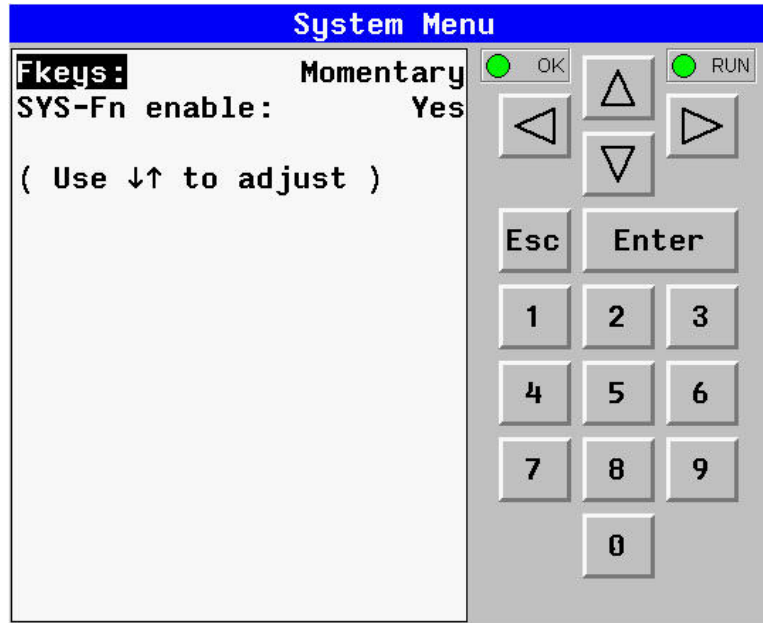 System Menu
Fkeys: Momentary
SYS-Fn enable: Yes
( Use ↓↑ to adjust )
OK
RUN
Esc Enter
1 2 3
4 5 6
7 8 9
0